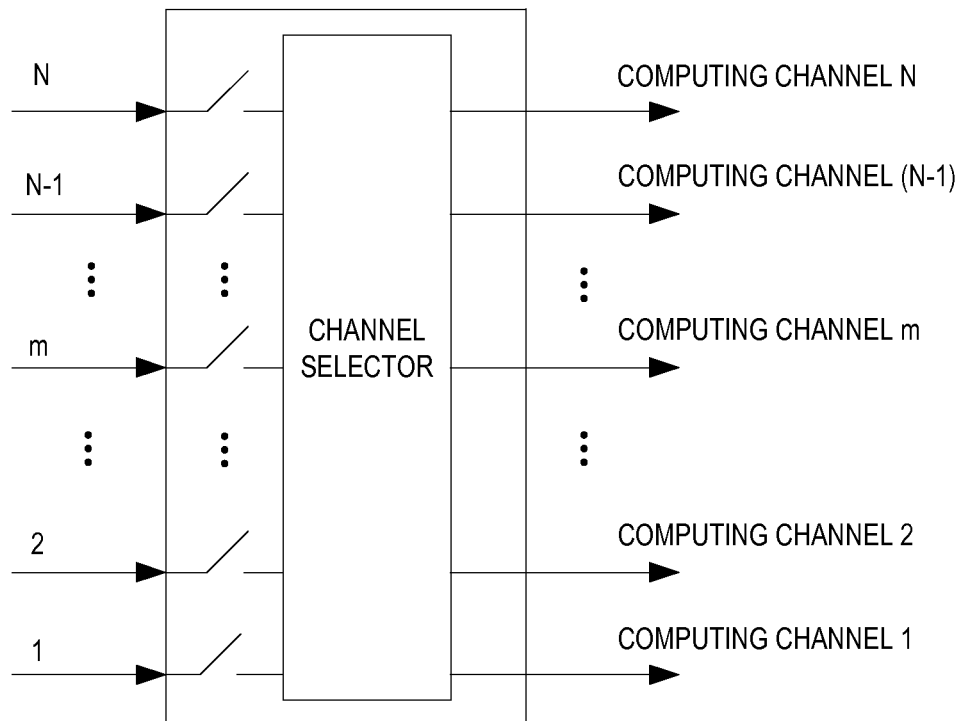 N
COMPUTING CHANNEL N
N-1
COMPUTING CHANNEL (N-1)
m
CHANNEL
SELECTOR
COMPUTING CHANNEL m
2
COMPUTING CHANNEL 2
1
COMPUTING CHANNEL 1